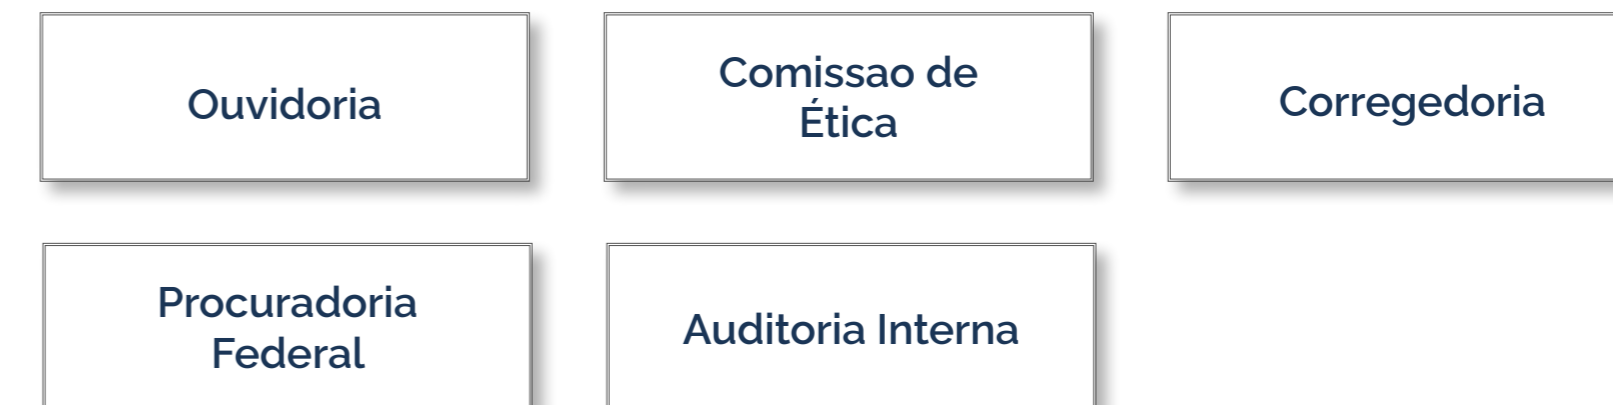 Ouvidoria
Comissao de
Ética
Corregedoria
Procuradoria
Federal
Auditoria Interna